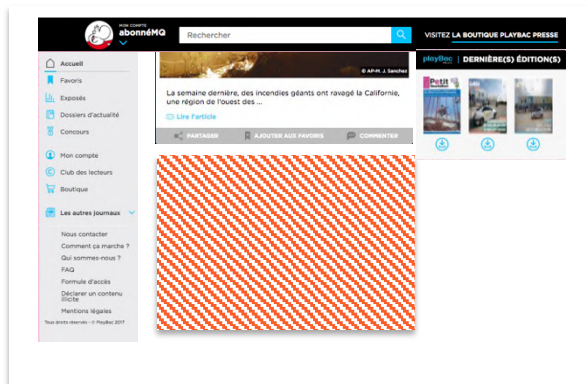 MON COMPTE
abonnéMQ
Rechercher
VISITEZ LA BOUTIQUE PLAYBAC PRESSE
Accueil
Favoris
Exposés
Dossiers d'actualité
Concours
Mon compte
Club des lecteurs
Boutique
Les autres journaux
Nous contacter
Comment ça marche ?
Qui sommes-nous ?
FAQ
Formule d'accès
Déclarer un contenu
illicite
Mentions légales
Tous droits réservés - © PlayBac 2017
© AP-M. J. Sanchez
La semaine dernière, des incendies géants ont ravagé la Californie,
une région de l'ouest des ...
Lire l'article
PARTAGER
AJOUTER AUX FAVORIS
COMMENTER
playBac | DERNIÈRE(S) ÉDITION(S)
Petit